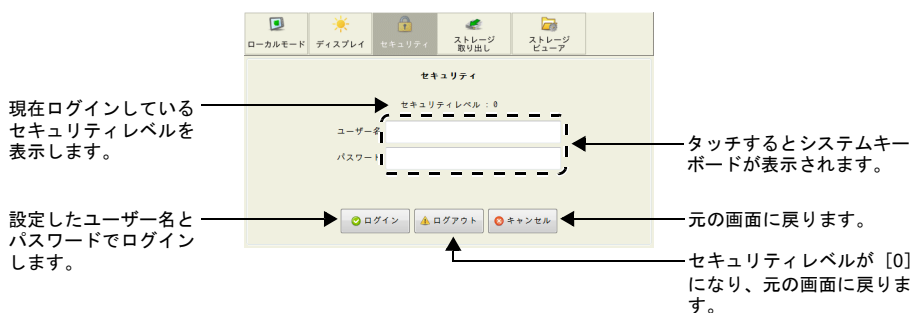 ローカルモード ディスプレイ セキュリティ ストレージ ストレージ
取り出し ビューア
セキュリティ
セキュリティレベル : 0
ユーザー名
パスワード
ログイン ログアウト キャンセル
現在ログインしている
セキュリティレベルを
表示します。
タッチするとシステムキー
ボードが表示されます。
設定したユーザー名と
パスワードでログイン
します。
元の画面に戻ります。
セキュリティレベルが [0]
になり、元の画面に戻りま
す。